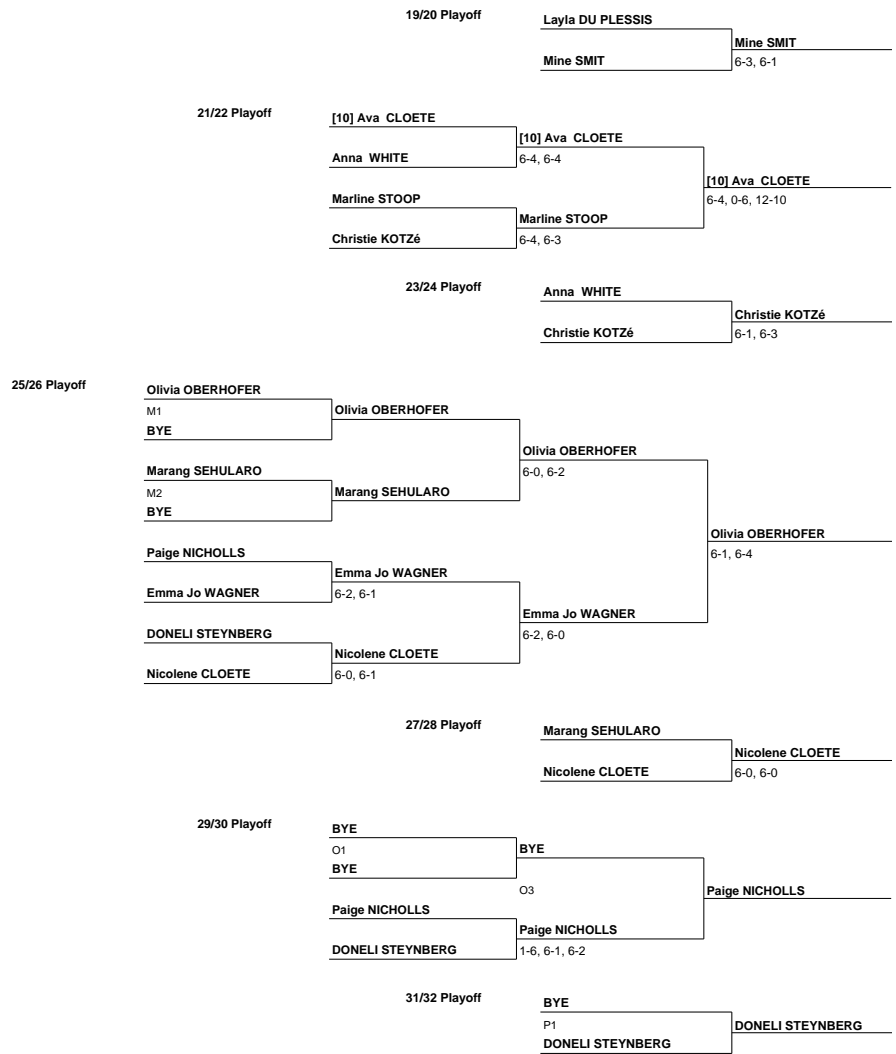 19/20 Playoff
Layla DU PLESSIS
Mine SMIT
Mine SMIT
6-3, 6-1
21/22 Playoff
[10] Ava CLOETE
[10] Ava CLOETE
Anna WHITE
6-4, 6-4
[10] Ava CLOETE
Marline STOOP
6-4, 0-6, 12-10
Marline STOOP
Christie KOTZé
6-4, 6-3
23/24 Playoff
Anna WHITE
Christie KOTZé
Christie KOTZé
6-1, 6-3
25/26 Playoff
Olivia OBERHOFER
M1
Olivia OBERHOFER
BYE
Olivia OBERHOFER
Marang SEHULARO
6-0, 6-2
M2
Marang SEHULARO
BYE
Olivia OBERHOFER
Paige NICHOLLS
6-1, 6-4
Emma Jo WAGNER
Emma Jo WAGNER
6-2, 6-1
Emma Jo WAGNER
DONELI STEYNBERG
6-2, 6-0
Nicolene CLOETE
Nicolene CLOETE
6-0, 6-1
27/28 Playoff
Marang SEHULARO
Nicolene CLOETE
Nicolene CLOETE
6-0, 6-0
29/30 Playoff
BYE
O1
BYE
BYE
O3
Paige NICHOLLS
Paige NICHOLLS
Paige NICHOLLS
DONELI STEYNBERG
1-6, 6-1, 6-2
31/32 Playoff
BYE
P1
DONELI STEYNBERG
DONELI STEYNBERG